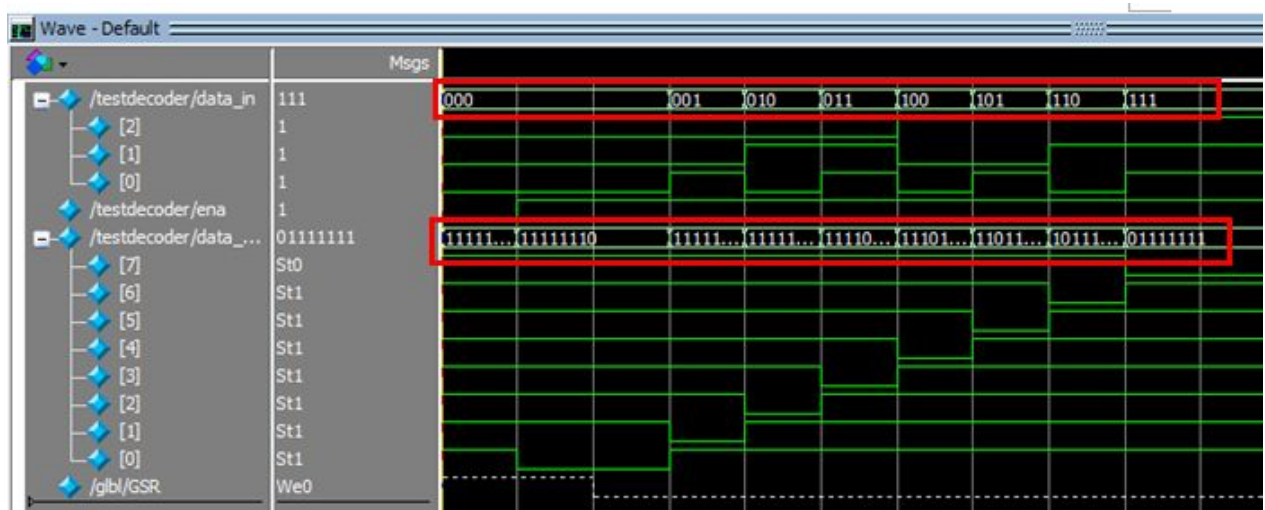 Wave - Default
Msgs
/testdecoder/data_in 111 000 001 010 011 100 101 110 111
[2] 1
[1] 1
[0] 1
/testdecoder/ena 1
/testdecoder/data_... 01111111 11111... 11111110 11111... 11111... 11110... 11101... 11011... 10111... 01111111
[7] St0
[6] St1
[5] St1
[4] St1
[3] St1
[2] St1
[1] St1
[0] St1
/glbl/GSR We0